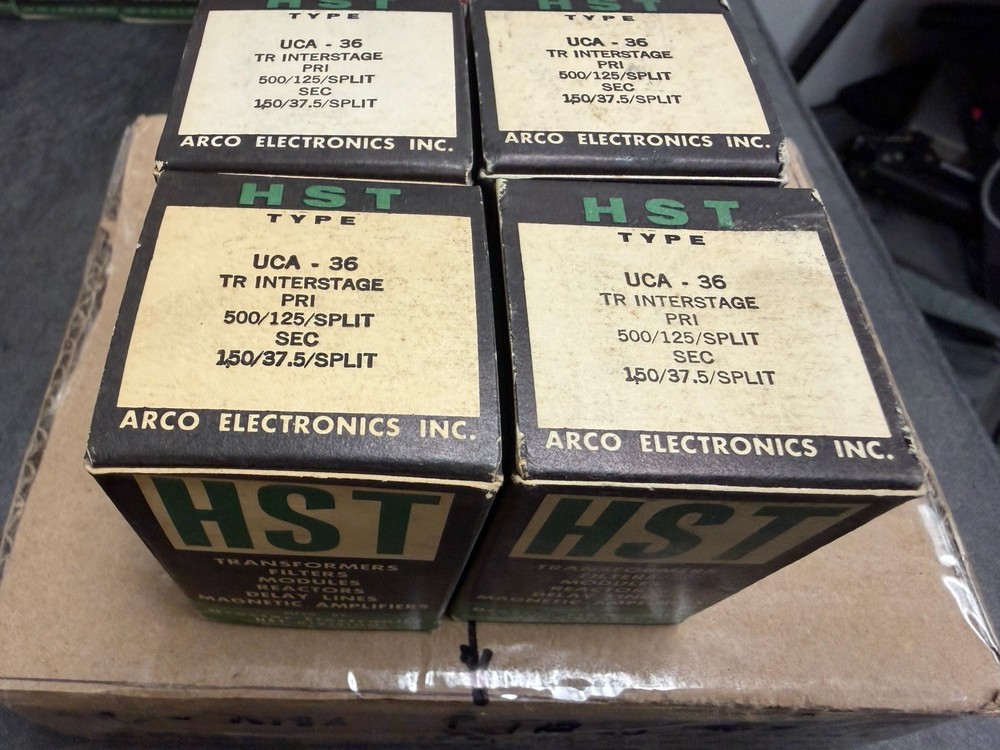 HST
TYPE
UCA - 36
TR INTERSTAGE
PRI
500/125/SPLIT
SEC
150/37.5/SPLIT
ARCO ELECTRONICS INC.
HST
TYPE
UCA - 36
TR INTERSTAGE
PRI
500/125/SPLIT
SEC
150/37.5/SPLIT
ARCO ELECTRONICS INC.
HST
TYPE
UCA - 36
TR INTERSTAGE
PRI
500/125/SPLIT
SEC
150/37.5/SPLIT
ARCO ELECTRONICS INC.
HST
TRANSFORMERS
FILTERS
MODULES
REACTORS
DELAY LINES
MAGNETIC AMPLIFIERS
HST
TYPE
UCA - 36
TR INTERSTAGE
PRI
500/125/SPLIT
SEC
150/37.5/SPLIT
ARCO ELECTRONICS INC.
HST
TRANSFORMERS
FILTERS
MODULES